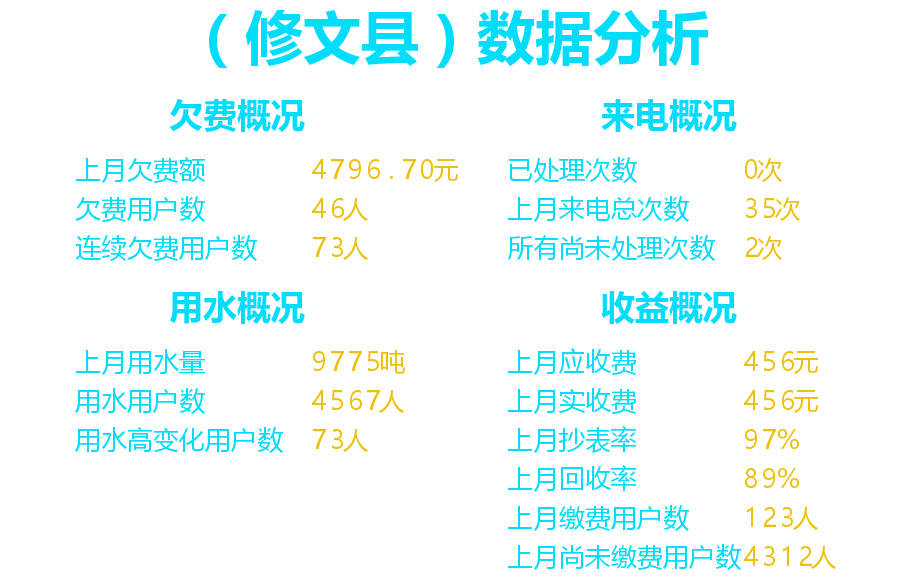 （修文县）数据分析
欠费概况
上月欠费额 4796.70元
欠费用户数 46人
连续欠费用户数 73人
来电概况
已处理次数 0次
上月来电总次数 35次
所有尚未处理次数 2次
用水概况
上月用水量 9775吨
用水用户数 4567人
用水高变化用户数 73人
收益概况
上月应收费 456元
上月实收费 456元
上月抄表率 97%
上月回收率 89%
上月缴费用户数 123人
上月尚未缴费用户数 4312人